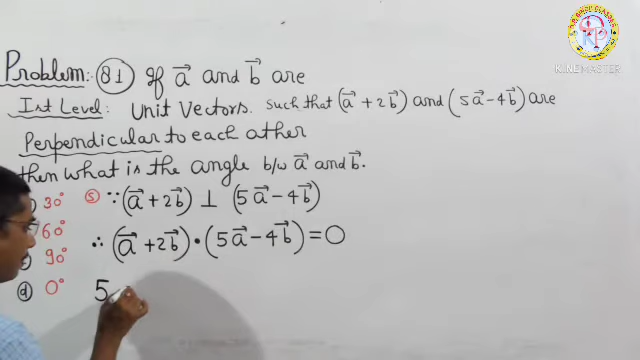 KINEMASTER
Problem:- 81 If a⃗ and b⃗ are
Ist Level: Unit Vectors. such that (a⃗ + 2b⃗) and (5a⃗ - 4b⃗) are
Perpendicular to each other
then what is the angle b/w a⃗ and b⃗.
30° S ∵ (a⃗ + 2b⃗) ⊥ (5a⃗ - 4b⃗)
60°
∴ (a⃗ + 2b⃗) • (5a⃗ - 4b⃗) = 0
90°
d 0° 5